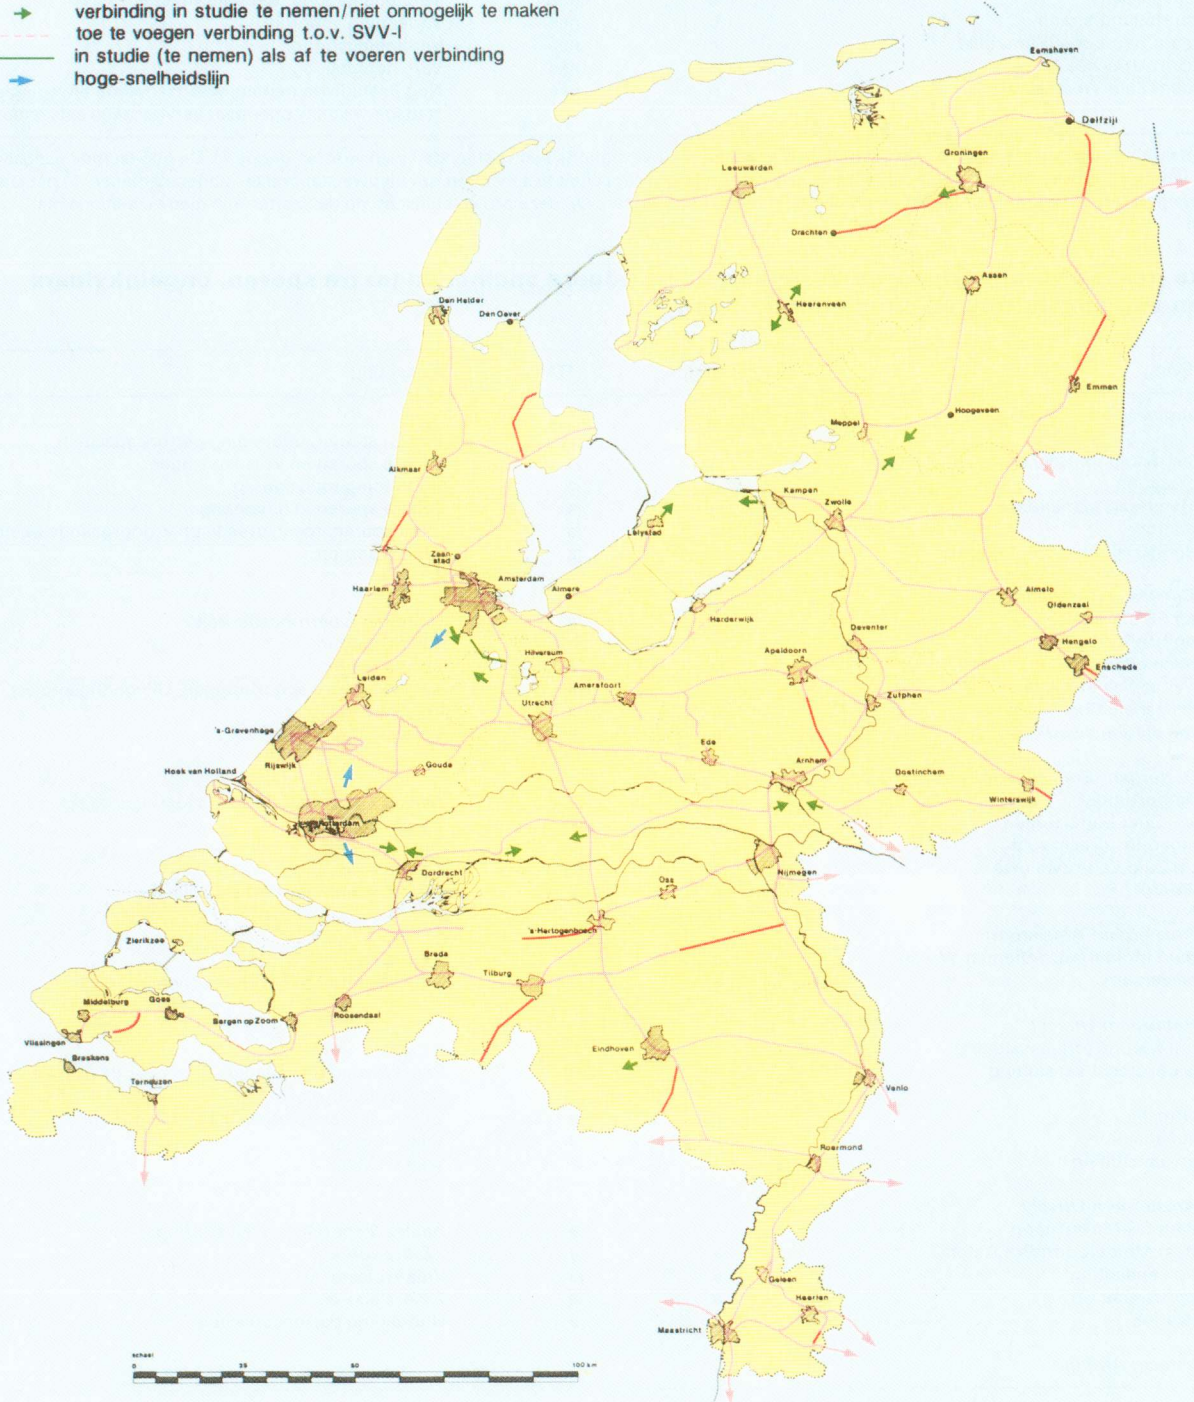 verbinding in studie te nemen/niet onmogelijk te maken
toe te voegen verbinding t.o.v. SVV-I
in studie (te nemen) als af te voeren verbinding
hoge-snelheidslijn
Eemshaven
Delfzijl
Groningen
Leeuwarden
Drachten
Assen
Den Helder
Den Oever
Heerenveen
Emmen
Hoogeveen
Meppel
Alkmaar
Kampen
Zwolle
Lelystad
Zaan-
stad
Amsterdam
Haarlem
Almere
Almelo
Oldenzaal
Harderwijk
Deventer
Hengelo
Enschede
Hilversum
Apeldoorn
Leiden
Amersfoort
Utrecht
Zutphen
's-Gravenhage
Ede
Rijswijk
Gouda
Hoek van Holland
Arnhem
Doetinchem
Winterswijk
Rotterdam
Dordrecht
Nijmegen
Oss
's-Hertogenbosch
Zierikzee
Breda
Tilburg
Middelburg
Goes
Bergen op Zoom
Roosendaal
Vlissingen
Eindhoven
Breskens
Terneuzen
Venlo
Roermond
Geleen
Heerlen
Maastricht
schaal
0
50
100 km